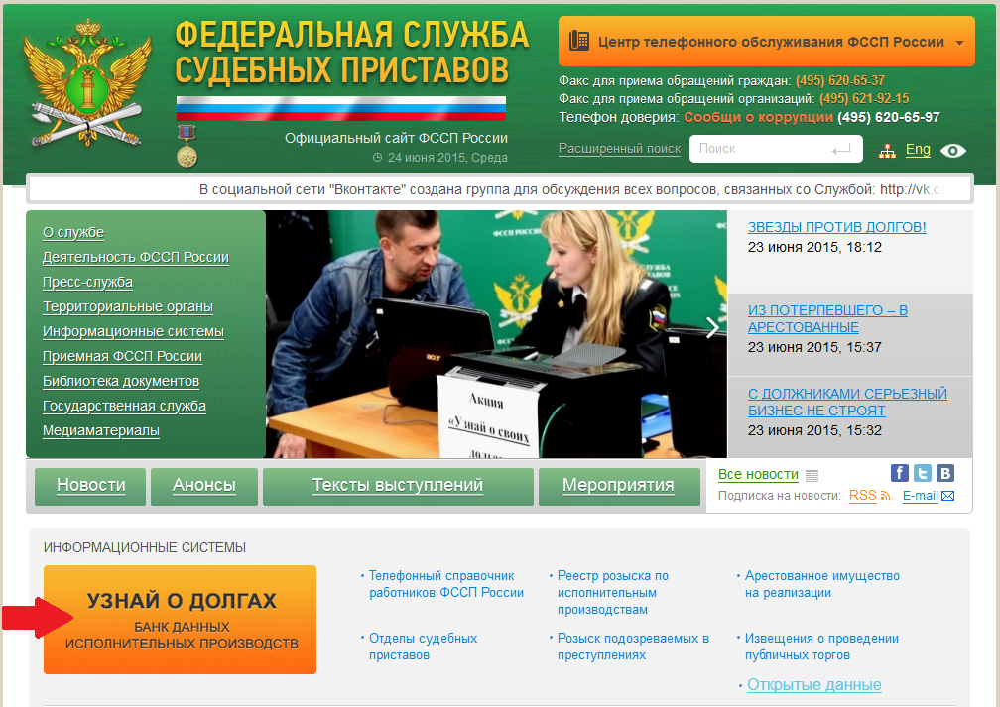 ФЕДЕРАЛЬНАЯ СЛУЖБА
СУДЕБНЫХ ПРИСТАВОВ
Официальный сайт ФССП России
24 июня 2015, Среда
Центр телефонного обслуживания ФССП России
Факс для приема обращений граждан: (495) 620-65-37
Факс для приема обращений организаций: (495) 621-92-15
Телефон доверия: Сообщи о коррупции (495) 620-65-97
Расширенный поиск
Поиск
Eng
В социальной сети "Вконтакте" создана группа для обсуждения всех вопросов, связанных со Службой: http://vk.c
О службе
Деятельность ФССП России
Пресс-служба
Территориальные органы
Информационные системы
Приемная ФССП России
Библиотека документов
Государственная служба
Медиаматериалы
acer
Акция
«Узнай о своих
ЗВЕЗДЫ ПРОТИВ ДОЛГОВ!
23 июня 2015, 18:12
ИЗ ПОТЕРПЕВШЕГО – В
АРЕСТОВАННЫЕ
23 июня 2015, 15:37
С ДОЛЖНИКАМИ СЕРЬЕЗНЫЙ
БИЗНЕС НЕ СТРОЯТ
23 июня 2015, 15:32
Новости
Анонсы
Тексты выступлений
Мероприятия
Все новости
Подписка на новости: RSS E-mail
ИНФОРМАЦИОННЫЕ СИСТЕМЫ
УЗНАЙ О ДОЛГАХ
БАНК ДАННЫХ
ИСПОЛНИТЕЛЬНЫХ ПРОИЗВОДСТВ
Телефонный справочник
работников ФССП России
Реестр розыска по
исполнительным
производствам
Арестованное имущество
на реализации
Отделы судебных
приставов
Розыск подозреваемых в
преступлениях
Извещения о проведении
публичных торгов
Открытые данные